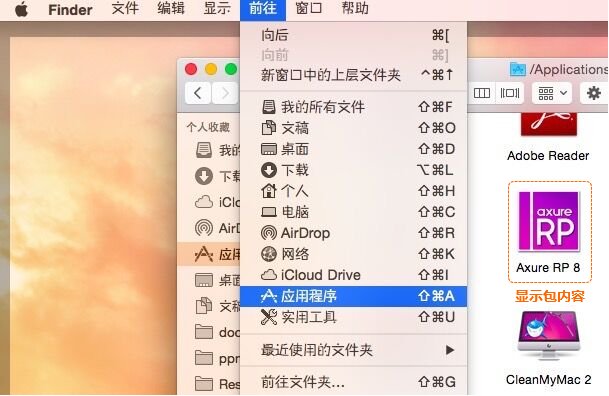 Finder 文件 编辑 显示 前往 窗口 帮助
向后 ⌘[
向前 ⌘]
新窗口中的上层文件夹 ^⌘↑
我的所有文件 ⇧⌘F
文稿 ⇧⌘O
桌面 ⇧⌘D
下载 ⌥⌘L
个人 ⇧⌘H
电脑 ⇧⌘C
AirDrop ⇧⌘R
网络 ⇧⌘K
iCloud Drive ⇧⌘I
应用程序 ⇧⌘A
实用工具 ⇧⌘U
最近使用的文件夹 ▶
前往文件夹... ⇧⌘G
个人收藏
我的
下载
iClou
AirD
应用
桌面
文稿
doc
ppr
Res
/Applications
Adobe Reader
axure
RP
Axure RP 8
显示包内容
CleanMyMac 2